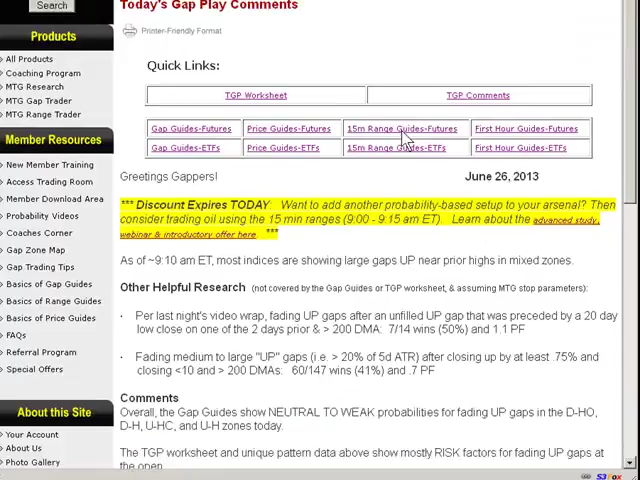 Search
Products
All Products
Coaching Program
MTG Research
MTG Gap Trader
MTG Range Trader
Member Resources
New Member Training
Access Trading Room
Member Download Area
Probability Videos
Coaches Corner
Gap Zone Map
Gap Trading Tips
Basics of Gap Guides
Basics of Range Guides
Basics of Price Guides
FAQs
Referral Program
Special Offers
About this Site
Your Account
About Us
Photo Gallery
Today's Gap Play Comments
Printer-Friendly Format
Quick Links:
TGP Worksheet TGP Comments
Gap Guides-Futures Price Guides-Futures 15m Range Guides-Futures First Hour Guides-Futures
Gap Guides-ETFs Price Guides-ETFs 15m Range Guides-ETFs First Hour Guides-ETFs
Greetings Gappers! June 26, 2013
*** Discount Expires TODAY: Want to add another probability-based setup to your arsenal? Then
consider trading oil using the 15 min ranges (9:00 - 9:15 am ET). Learn about the advanced study,
webinar & introductory offer here. ***
As of ~9:10 am ET, most indices are showing large gaps UP near prior highs in mixed zones.
Other Helpful Research (not covered by the Gap Guides or TGP worksheet, & assuming MTG stop parameters):
· Per last night's video wrap, fading UP gaps after an unfilled UP gap that was preceded by a 20 day
low close on one of the 2 days prior & > 200 DMA: 7/14 wins (50%) and 1.1 PF
· Fading medium to large "UP" gaps (i.e. > 20% of 5d ATR) after closing up by at least .75% and
closing <10 and > 200 DMAs: 60/147 wins (41%) and .7 PF
Comments
Overall, the Gap Guides show NEUTRAL TO WEAK probabilities for fading UP gaps in the D-HO,
D-H, U-HC, and U-H zones today.
The TGP worksheet and unique pattern data above show mostly RISK factors for fading UP gaps at
the open.
S3Fox